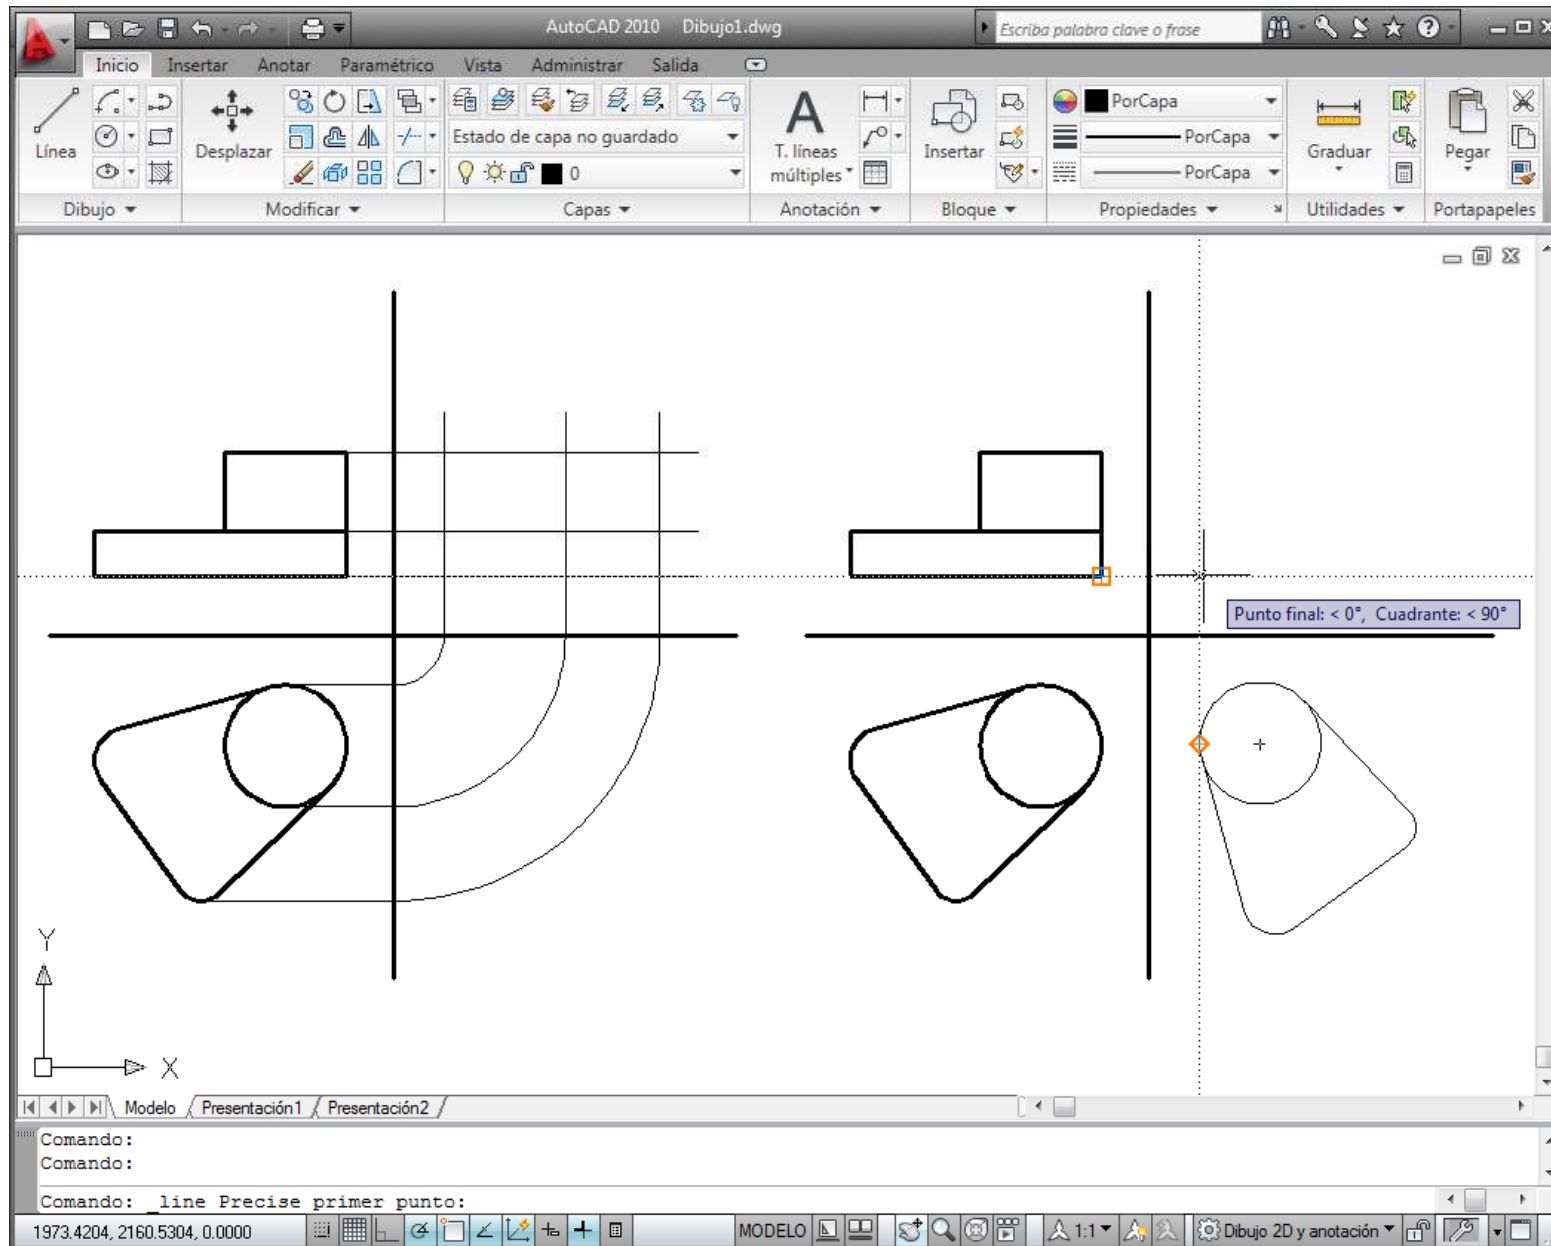 AutoCAD 2010 Dibujo1.dwg
Escriba palabra clave o frase
Inicio Insertar Anotar Paramétrico Vista Administrar Salida
Línea
Desplazar
Estado de capa no guardado
0
A
T. líneas
múltiples
Insertar
PorCapa
PorCapa
PorCapa
Graduar
Pegar
Dibujo Modificar Capas Anotación Bloque Propiedades Utilidades Portapapeles
Punto final: < 0°, Cuadrante: < 90°
Y
X
Modelo Presentación1 Presentación2
Comando:
Comando:
Comando: _line Precise primer punto:
1973.4204, 2160.5304, 0.0000
MODELO
1:1
Dibujo 2D y anotación